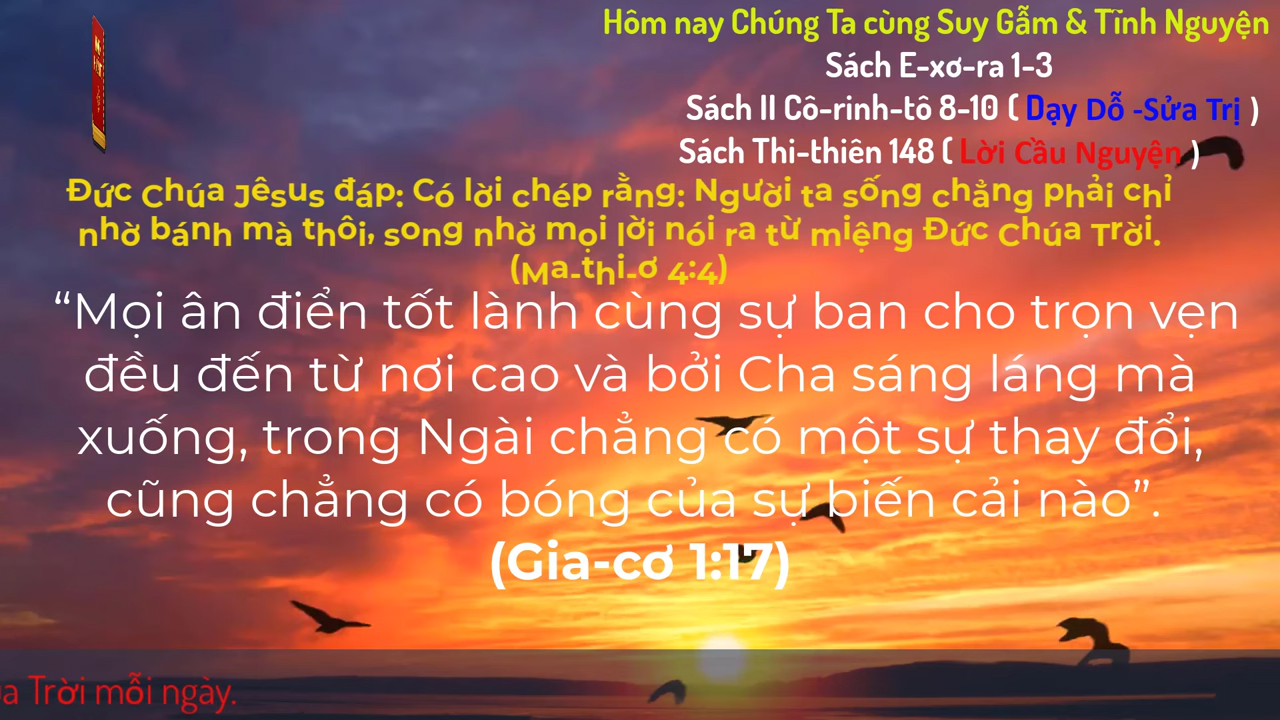 Hôm nay Chúng Ta cùng Suy Gẫm & Tĩnh Nguyện
Sách E-xơ-ra 1-3
Sách II Cô-rinh-tô 8-10 ( Dạy Dỗ -Sửa Trị )
Sách Thi-thiên 148 ( Lời Cầu Nguyện )
Đức Chúa Jêsus đáp: Có lời chép rằng: Người ta sống chẳng phải chỉ
nhờ bánh mà thôi, song nhờ mọi lời nói ra từ miệng Đức Chúa Trời.
(Ma-thi-ơ 4:4)
“Mọi ân điển tốt lành cùng sự ban cho trọn vẹn
đều đến từ nơi cao và bởi Cha sáng láng mà
xuống, trong Ngài chẳng có một sự thay đổi,
cũng chẳng có bóng của sự biến cải nào”.
(Gia-cơ 1:17)
Trời mỗi ngày.